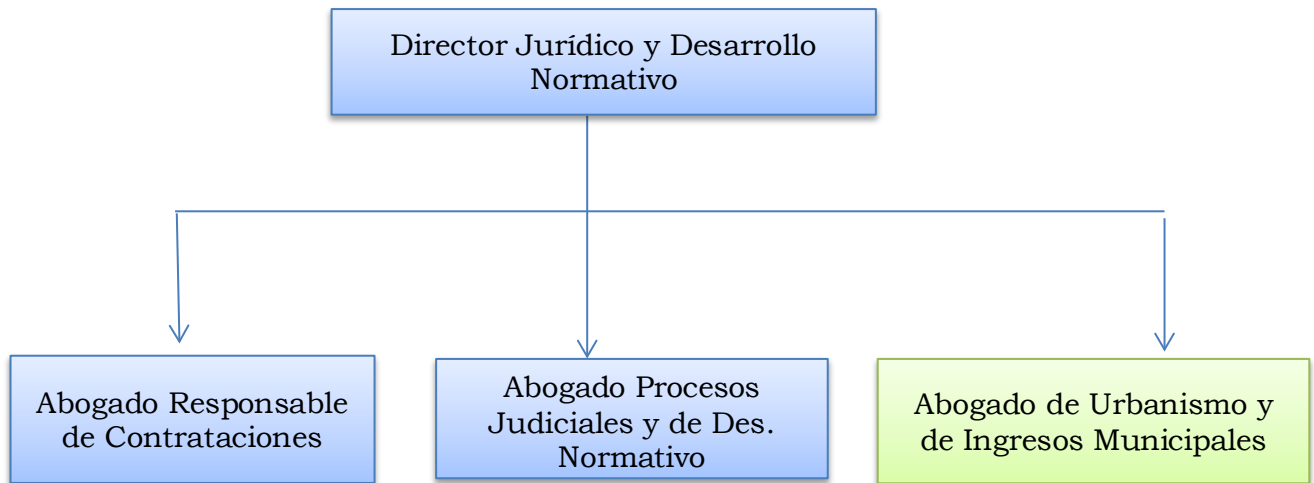 Director Jurídico y Desarrollo
Normativo
Abogado Responsable
de Contrataciones
Abogado Procesos
Judiciales y de Des.
Normativo
Abogado de Urbanismo y
de Ingresos Municipales